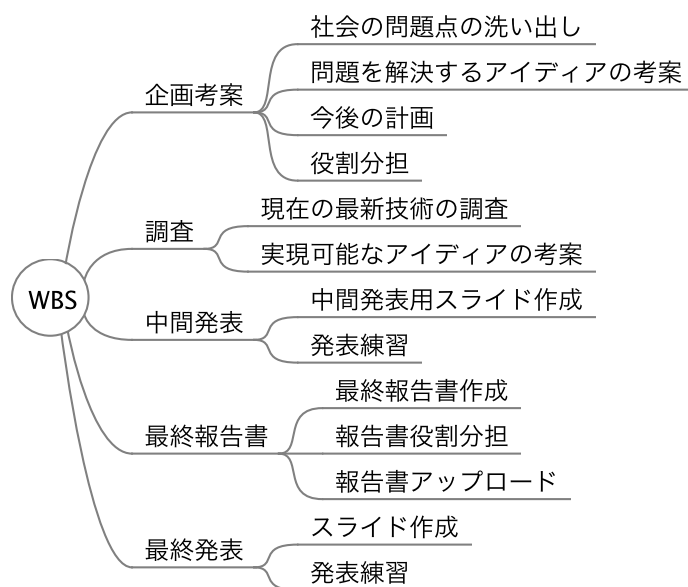 WBS
企画考案
社会の問題点の洗い出し
問題を解決するアイディアの考案
今後の計画
役割分担
調査
現在の最新技術の調査
実現可能なアイディアの考案
中間発表
中間発表用スライド作成
発表練習
最終報告書
最終報告書作成
報告書役割分担
報告書アップロード
最終発表
スライド作成
発表練習